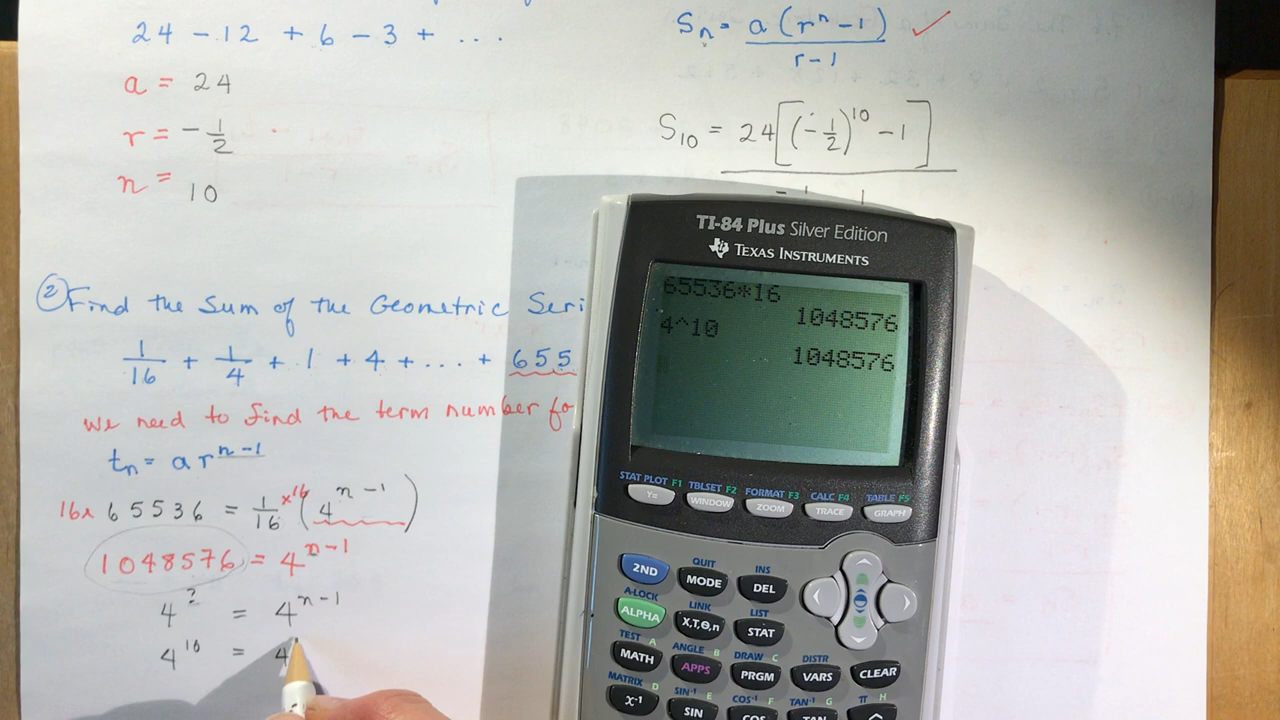 24 - 12 + 6 - 3 + ...
a = 24
r = - 1/2
n = 10
Sn = a (r^n - 1) / r - 1 ✓
S10 = 24[(-1/2)^10 - 1]
② Find the Sum of the Geometric Seri
1/16 + 1/4 + 1 + 4 + .... + 655
we need to find the term number fo
tn = ar^n-1
16x 65536 = 1/16 x16 (4^n-1)
1048576 = 4^n-1
4^? = 4^n-1
4^10 = 4
TI-84 Plus Silver Edition
TEXAS INSTRUMENTS
65536*16
1048576
4^10
1048576
STAT PLOT F1 TBLSET F2 FORMAT F3 CALC F4 TABLE F5
Y= WINDOW ZOOM TRACE GRAPH
QUIT INS
2ND MODE DEL
A-LOCK LINK LIST
ALPHA X,T,θ,n STAT
TEST A ANGLE B DRAW C DISTR
MATH APPS PRGM VARS CLEAR
MATRIX D SIN-1 E COS-1 F TAN-1 G π H
x-1 SIN COS TAN ^